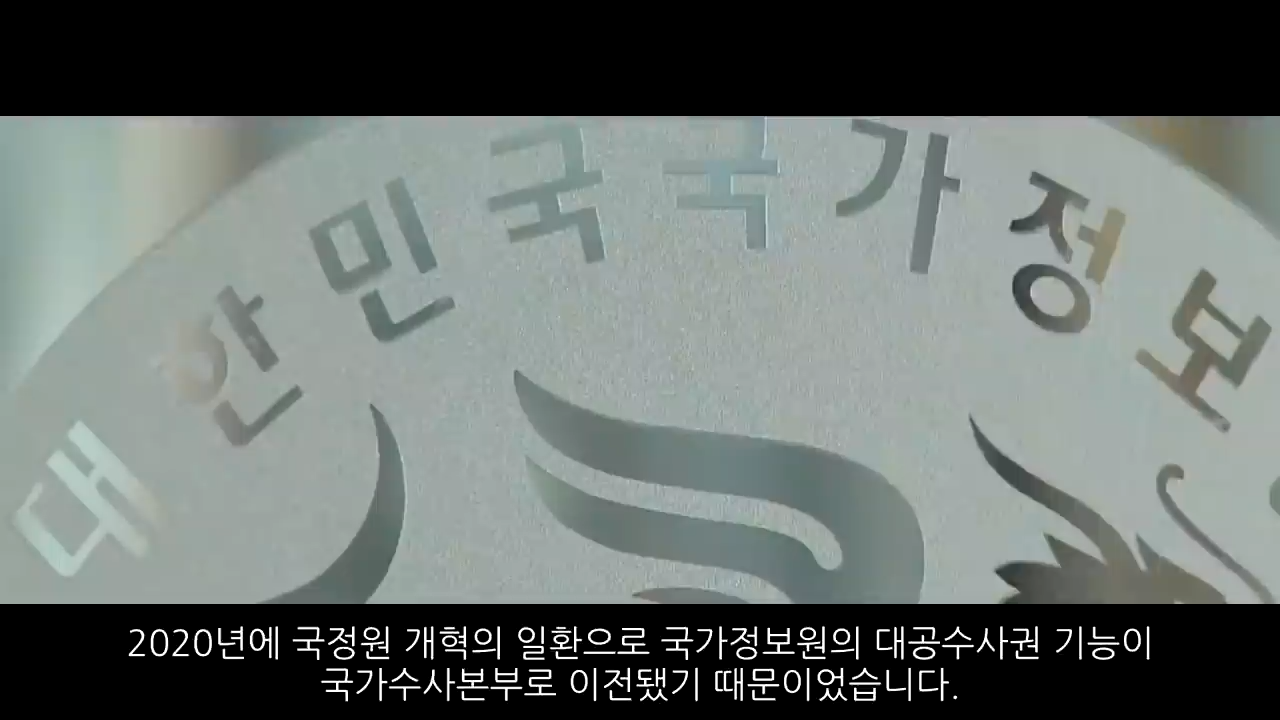 대한민국국가정보
2020년에 국정원 개혁의 일환으로 국가정보원의 대공수사권 기능이
국가수사본부로 이전됐기 때문이었습니다.